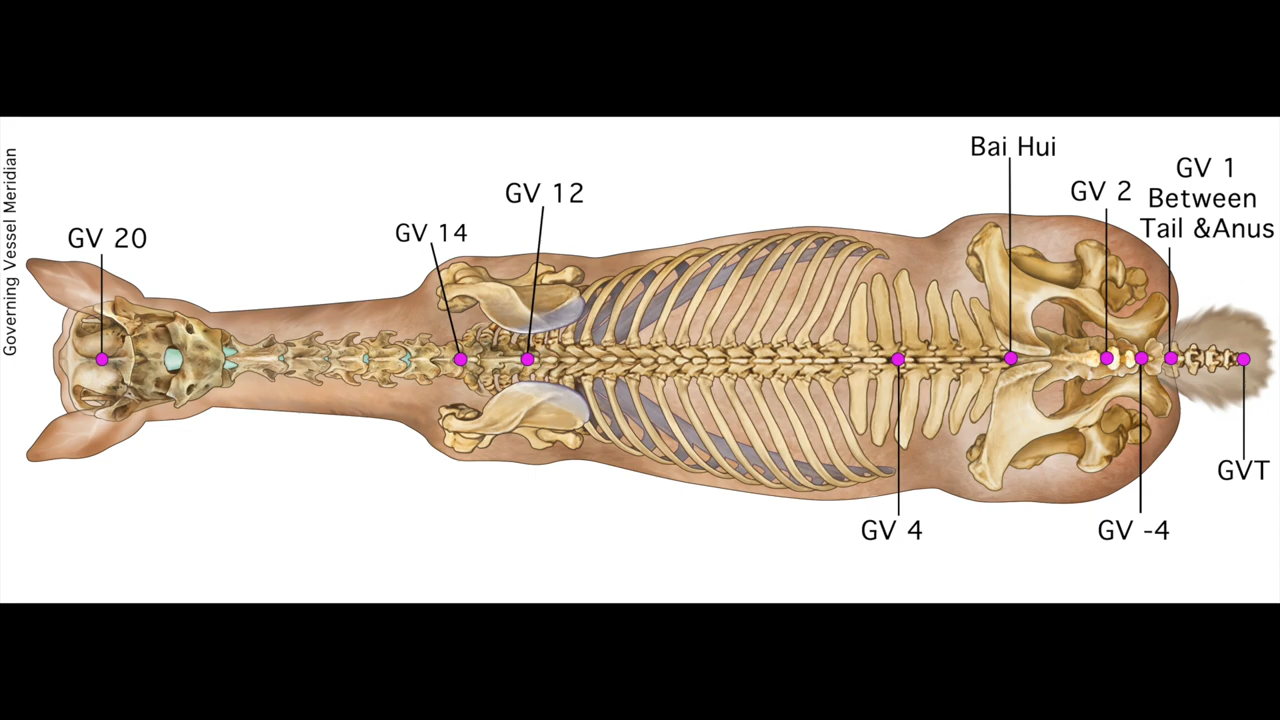 Governing Vessel Meridian
GV 20
GV 14
GV 12
Bai Hui
GV 2
GV 1
Between
Tail &Anus
GV 4
GV -4
GVT